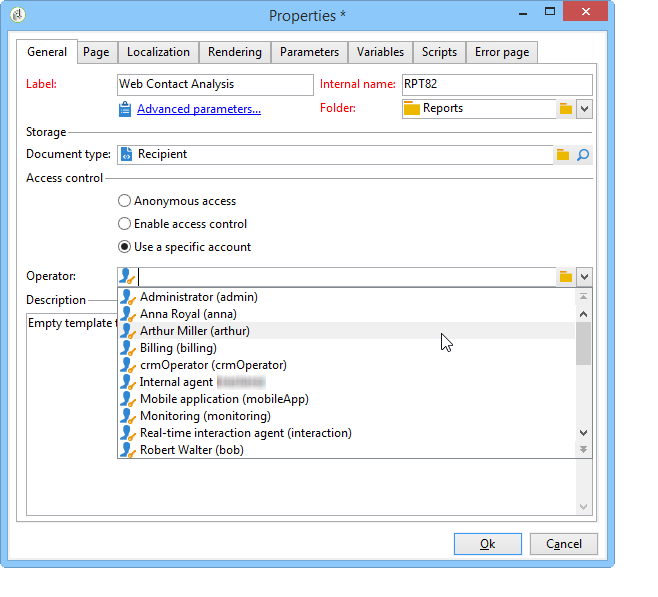 Properties *
General Page Localization Rendering Parameters Variables Scripts Error page
Label: Web Contact Analysis Internal name: RPT82
Advanced parameters... Folder: Reports
Storage
Document type: Recipient
Access control
Anonymous access
Enable access control
Use a specific account
Operator:
Administrator (admin)
Description
Anna Royal (anna)
Empty template
Arthur Miller (arthur)
Billing (billing)
crmOperator (crmOperator)
Internal agent
Mobile application (mobileApp)
Monitoring (monitoring)
Real-time interaction agent (interaction)
Robert Walter (bob)
Ok Cancel